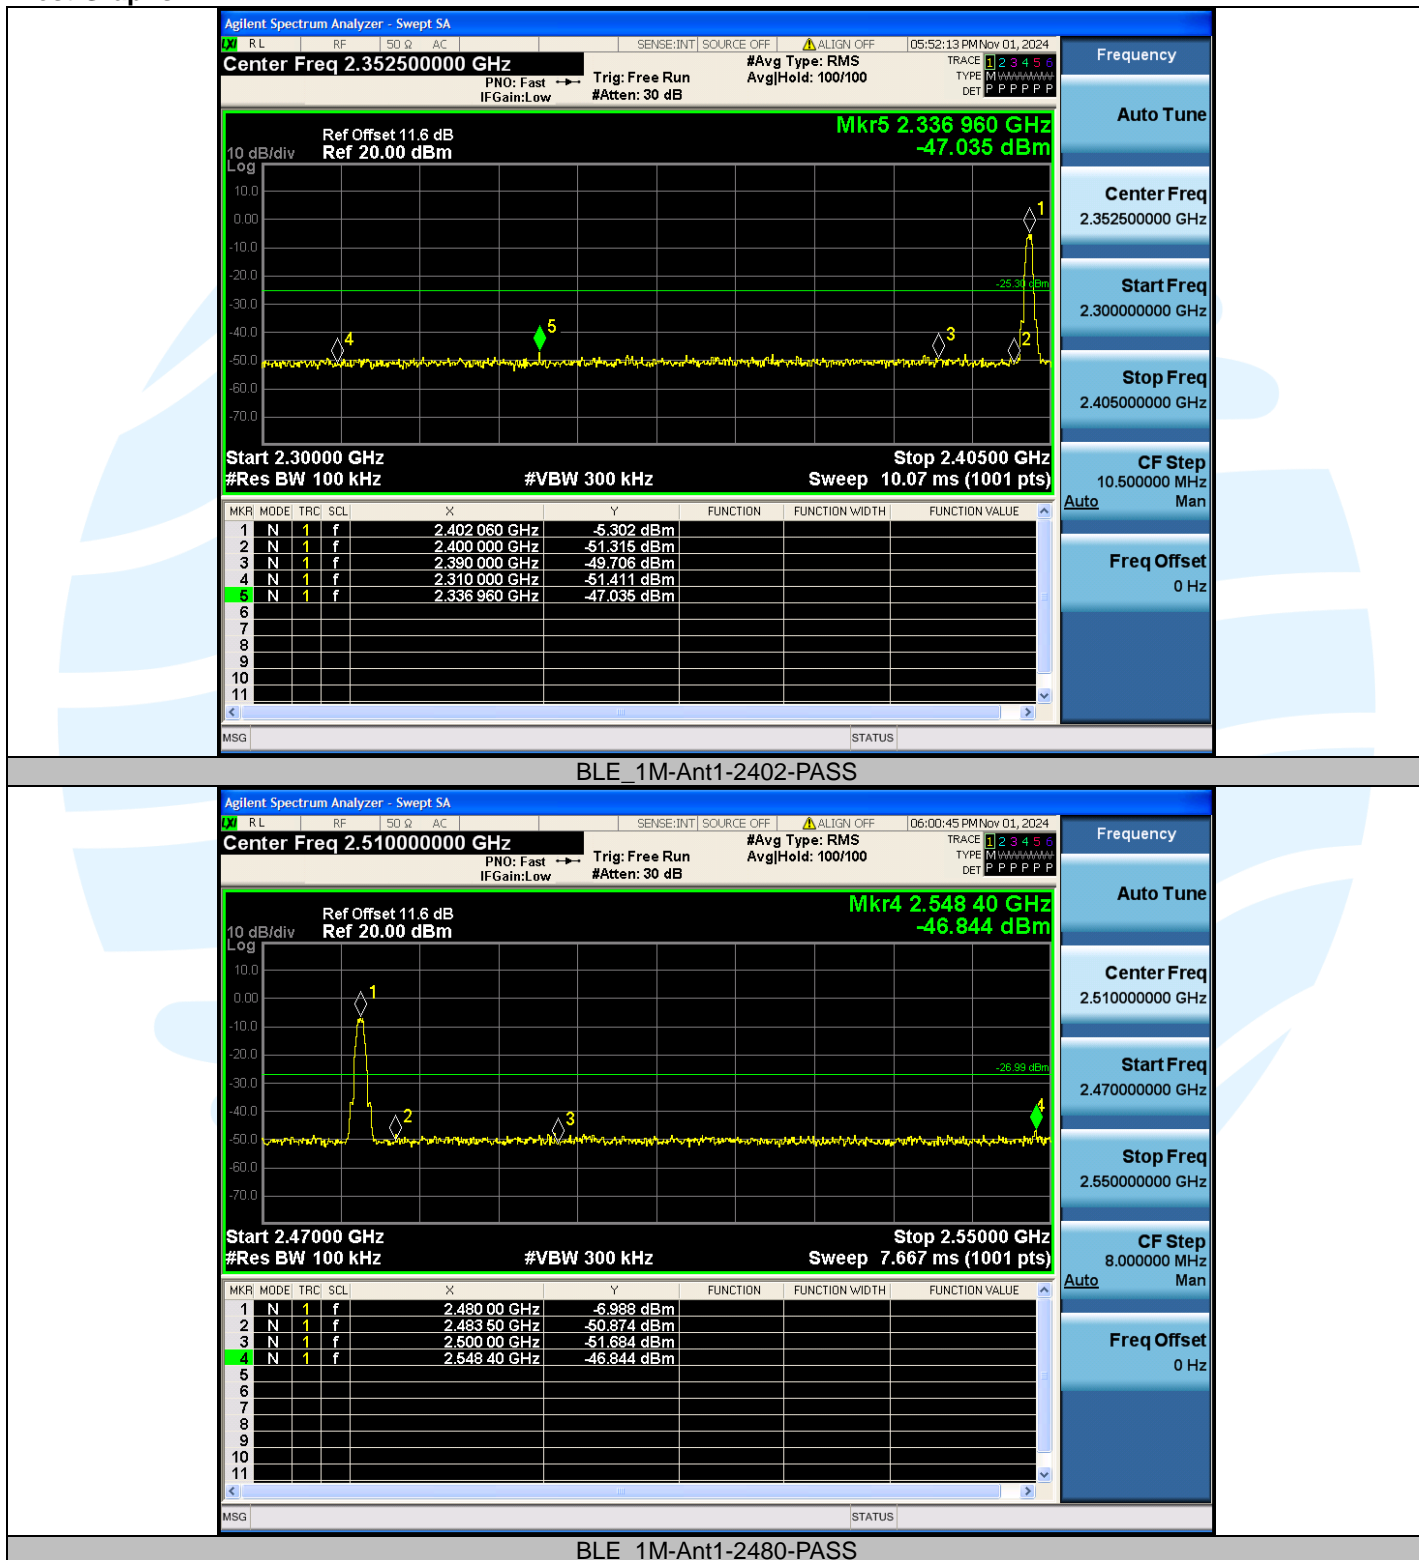 Agilent Spectrum Analyzer - Swept SA
LXI RL RF 50 Ω AC SENSE:INT SOURCE OFF ALIGN OFF 05:52:13 PM Nov 01, 2024
Center Freq 2.352500000 GHz
PNO: Fast
IFGain:Low
Trig: Free Run
#Atten: 30 dB
#Avg Type: RMS
Avg|Hold: 100/100
TRACE 1 2 3 4 5 6
TYPE M
DET P P P P P P
Mkr5 2.336 960 GHz
-47.035 dBm
Ref Offset 11.6 dB
10 dB/div Ref 20.00 dBm
Log
10.0
0.00
-10.0
-20.0
-30.0
-40.0
-50.0
-60.0
-70.0
-25.30 dBm
1
2
3
4
5
Start 2.30000 GHz Stop 2.40500 GHz
#Res BW 100 kHz #VBW 300 kHz Sweep 10.07 ms (1001 pts)
MKR MODE TRC SCL X Y FUNCTION FUNCTION WIDTH FUNCTION VALUE
1 N 1 f 2.402 060 GHz -5.302 dBm
2 N 1 f 2.400 000 GHz -51.315 dBm
3 N 1 f 2.390 000 GHz -49.706 dBm
4 N 1 f 2.310 000 GHz -51.411 dBm
5 N 1 f 2.336 960 GHz -47.035 dBm
6
7
8
9
10
11
MSG STATUS
Frequency
Auto Tune
Center Freq
2.352500000 GHz
Start Freq
2.300000000 GHz
Stop Freq
2.405000000 GHz
CF Step
10.500000 MHz
Auto Man
Freq Offset
0 Hz
BLE_1M-Ant1-2402-PASS
Agilent Spectrum Analyzer - Swept SA
LXI RL RF 50 Ω AC SENSE:INT SOURCE OFF ALIGN OFF 06:00:45 PM Nov 01, 2024
Center Freq 2.510000000 GHz
PNO: Fast
IFGain:Low
Trig: Free Run
#Atten: 30 dB
#Avg Type: RMS
Avg|Hold: 100/100
TRACE 1 2 3 4 5 6
TYPE M
DET P P P P P P
Mkr4 2.548 40 GHz
-46.844 dBm
Ref Offset 11.6 dB
10 dB/div Ref 20.00 dBm
Log
10.0
0.00
-10.0
-20.0
-30.0
-40.0
-50.0
-60.0
-70.0
-26.99 dBm
1
2
3
4
Start 2.47000 GHz Stop 2.55000 GHz
#Res BW 100 kHz #VBW 300 kHz Sweep 7.667 ms (1001 pts)
MKR MODE TRC SCL X Y FUNCTION FUNCTION WIDTH FUNCTION VALUE
1 N 1 f 2.480 00 GHz -6.988 dBm
2 N 1 f 2.483 50 GHz -50.874 dBm
3 N 1 f 2.500 00 GHz -51.684 dBm
4 N 1 f 2.548 40 GHz -46.844 dBm
5
6
7
8
9
10
11
MSG STATUS
Frequency
Auto Tune
Center Freq
2.510000000 GHz
Start Freq
2.470000000 GHz
Stop Freq
2.550000000 GHz
CF Step
8.000000 MHz
Auto Man
Freq Offset
0 Hz
BLE_1M-Ant1-2480-PASS